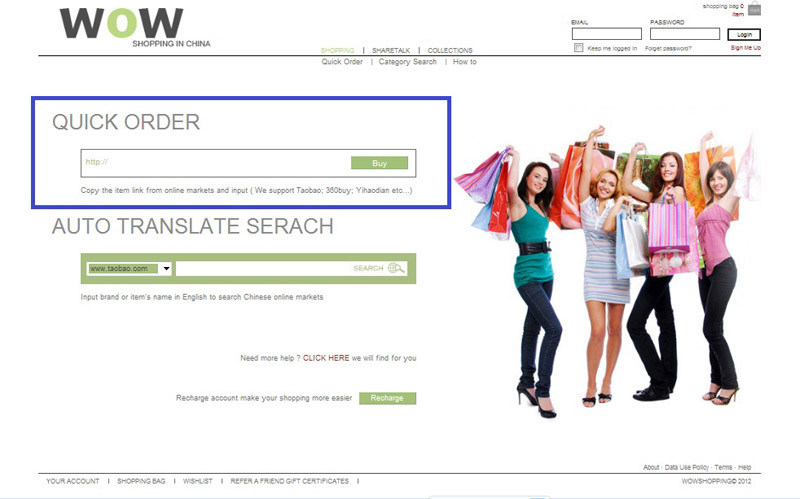 WOW
SHOPPING IN CHINA
shopping bag 0
item
EMAIL
PASSWORD
Login
Keep me logged in
Forget password?
Sign Me Up
SHOPPING | SHARETALK | COLLECTIONS
Quick Order | Category Search | How to
QUICK ORDER
http://
Buy
Copy the item link from online markets and input ( We support Taobao; 360buy; Yihaodian etc...)
AUTO TRANSLATE SERACH
www.taobao.com
SEARCH
Input brand or item's name in English to search Chinese online markets
Need more help ? CLICK HERE we will find for you
Recharge account make your shopping more easier
Recharge
About · Data Use Policy · Terms · Help
YOUR ACCOUNT | SHOPPING BAG | WISHLIST | REFER A FRIEND GIFT CERTIFICATES |
WOWSHOPPING© 2012